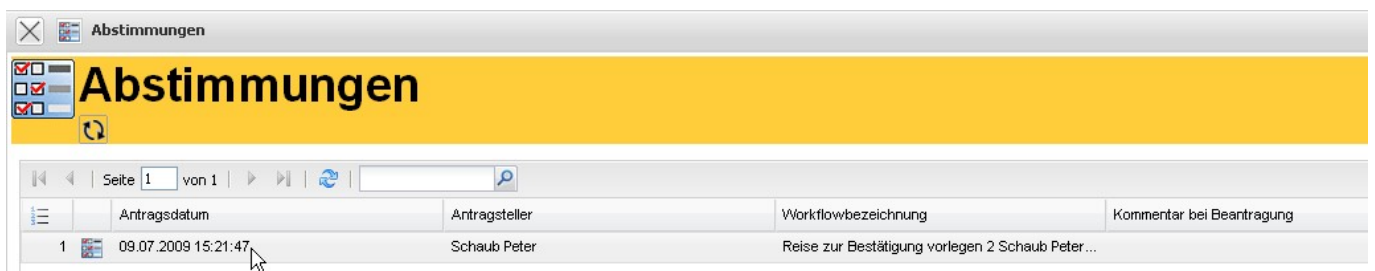 Abstimmungen
Abstimmungen
Seite 1 von 1
Antragsdatum Antragsteller Workflowbezeichnung Kommentar bei Beantragung
1 09.07.2009 15:21:47 Schaub Peter Reise zur Bestätigung vorlegen 2 Schaub Peter...